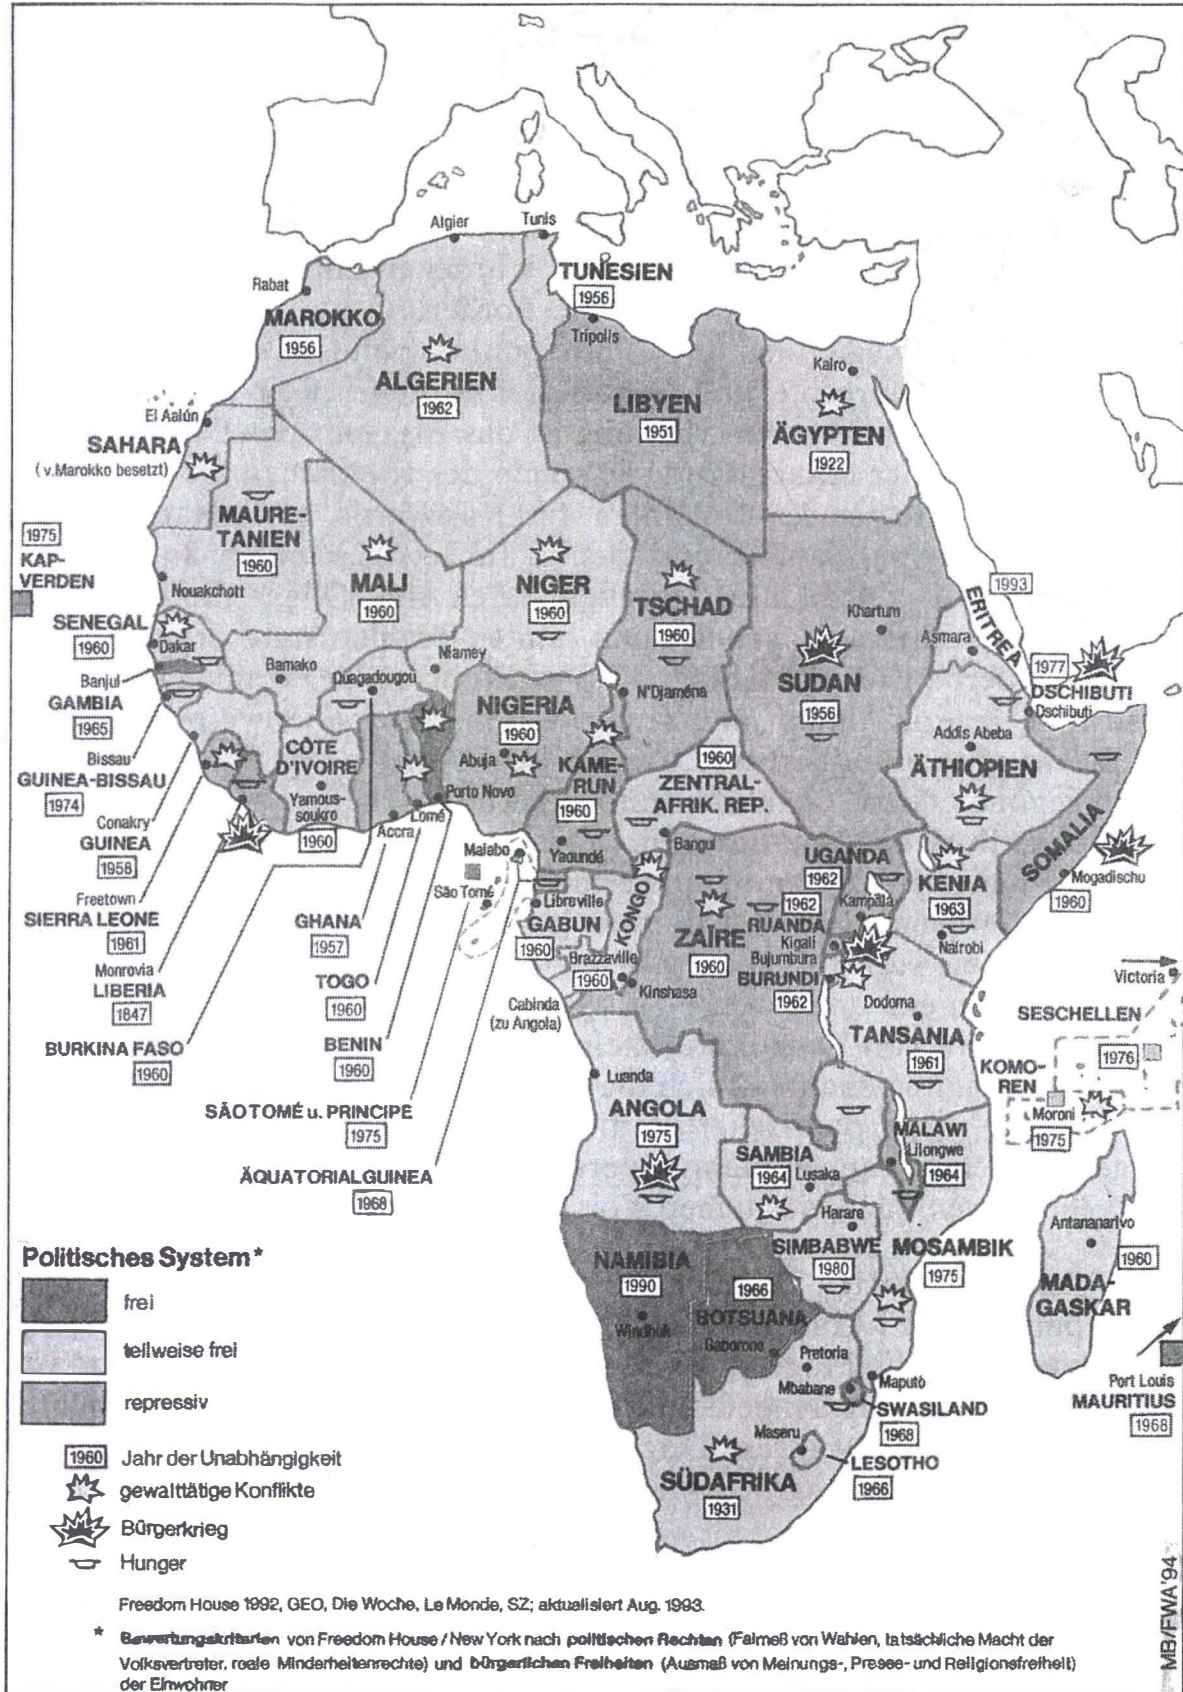 Algier
Tunis
TUNESIEN
1956
Tripolis
Rabat
MAROKKO
1956
ALGERIEN
1962
LIBYEN
1951
Kairo
ÄGYPTEN
1922
El Aalún
SAHARA
(v.Marokko besetzt)
MAURE-
TANIEN
1960
Nouakchott
1975
KAP-
VERDEN
MALI
1960
NIGER
1960
TSCHAD
1960
Khartum
SUDAN
1956
1993
ERITREA
Asmara
1977
DSCHIBUTI
Dschibuti
SENEGAL
1960
Dakar
Banjul
GAMBIA
1965
Bissau
GUINEA-BISSAU
1974
Conakry
GUINEA
1958
Freetown
SIERRA LEONE
1961
Monrovia
LIBERIA
1847
BURKINA FASO
1960
Bamako
Ouagadougou
Niamey
CÔTE
D'IVOIRE
Yamous-
soukro
1960
NIGERIA
1960
Abuja
Porto Novo
Lomé
Accra
N'Djaména
KAME-
RUN
1960
Yaoundé
1960
ZENTRAL-
AFRIK. REP.
Bangui
Addis Abeba
ÄTHIOPIEN
SOMALIA
Mogadischu
1960
UGANDA
1962
Kampala
KENIA
1963
Nairobi
Malabo
São Tomé
Libreville
GABUN
1960
KONGO
Brazzaville
1960
Kinshasa
ZAÏRE
1960
1962
RUANDA
Kigali
Bujumbura
BURUNDI
1962
Cabinda
(zu Angola)
GHANA
1957
TOGO
1960
BENIN
1960
SÃO TOMÉ u. PRINCIPE
1975
ÄQUATORIALGUINEA
1968
Dodoma
TANSANIA
1961
Victoria
SESCHELLEN
1976
KOMO-
REN
Moroni
1975
Luanda
ANGOLA
1975
SAMBIA
1964
Lusaka
MALAWI
Lilongwe
1964
Harare
SIMBABWE
1980
MOSAMBIK
1975
Antananarivo
1960
MADA-
GASKAR
NAMIBIA
1990
Windhuk
1966
BOTSUANA
Gaborone
Pretoria
Mbabane
Maputo
SWASILAND
1968
Maseru
LESOTHO
1966
SÜDAFRIKA
1931
Port Louis
MAURITIUS
1968
Politisches System*
frei
teilweise frei
repressiv
1960 Jahr der Unabhängigkeit
gewalttätige Konflikte
Bürgerkrieg
Hunger
Freedom House 1992, GEO, Die Woche, Le Monde, SZ; aktualisiert Aug. 1993.
* Bewertungskriterien von Freedom House / New York nach politischen Rechten (Fairneß von Wahlen, tatsächliche Macht der
Volksvertreter, reale Minderheitenrechte) und bürgerlichen Freiheiten (Ausmaß von Meinungs-, Presse- und Religionsfreiheit)
der Einwohner
MB/FWA'94